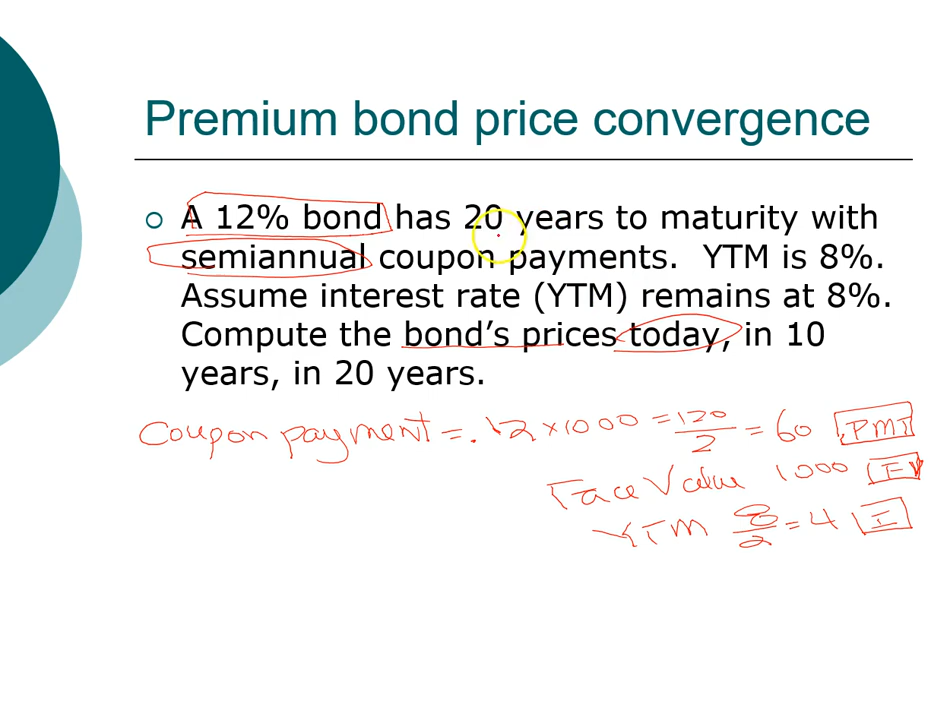 Premium bond price convergence
A 12% bond has 20 years to maturity with
semiannual coupon payments. YTM is 8%.
Assume interest rate (YTM) remains at 8%.
Compute the bond's prices today, in 10
years, in 20 years.
Coupon payment = .12 x 1000 = 120/2 = 60 PMT
Face Value 1000 FV
YTM 8/2 = 4 I